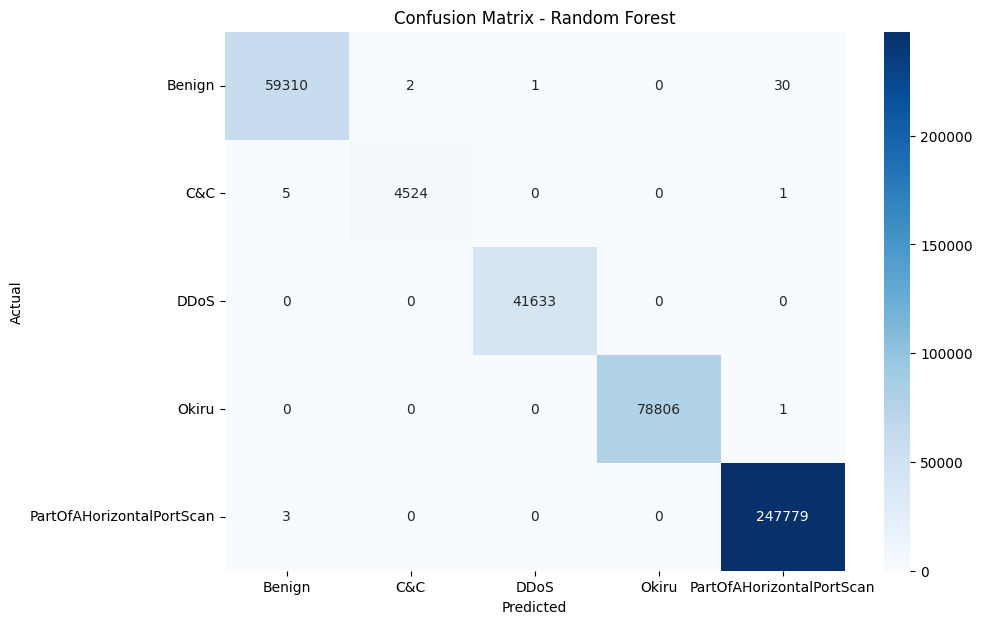 Confusion Matrix - Random Forest
Actual
Benign 59310 2 1 0 30
C&C 5 4524 0 0 1
DDoS 0 0 41633 0 0
Okiru 0 0 0 78806 1
PartOfAHorizontalPortScan 3 0 0 0 247779
Benign C&C DDoS Okiru PartOfAHorizontalPortScan
Predicted
200000
150000
100000
50000
0